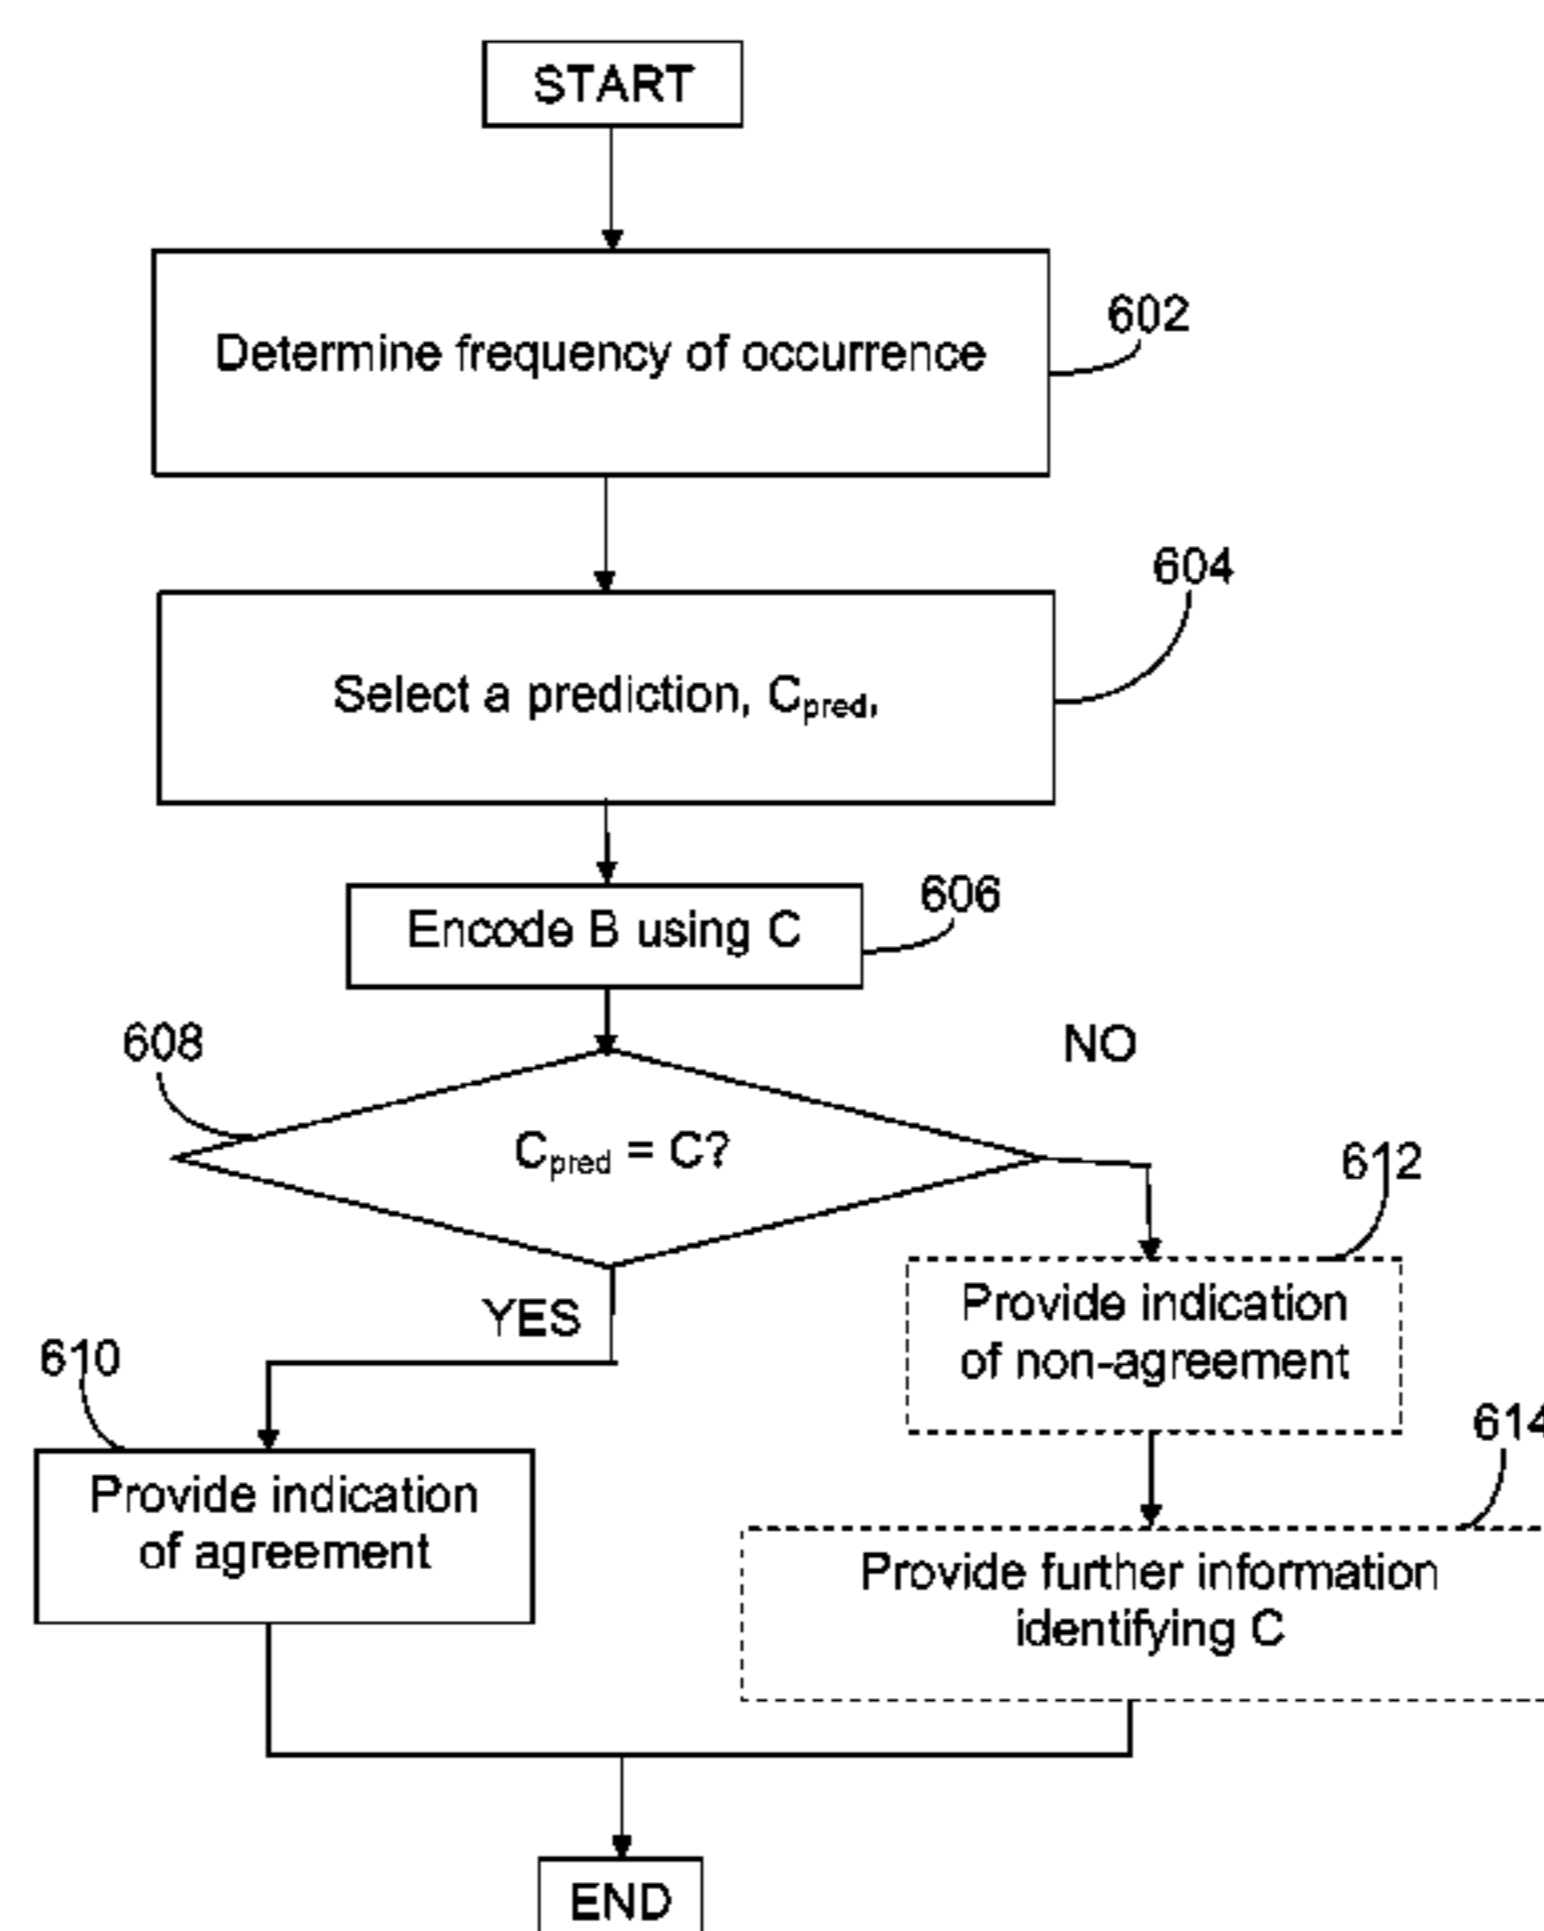 START
Determine frequency of occurrence
602
Select a prediction, Cpred,
604
Encode B using C
606
608
NO
Cpred = C?
612
YES
Provide indication
of non-agreement
610
614
Provide indication
of agreement
Provide further information
identifying C
END